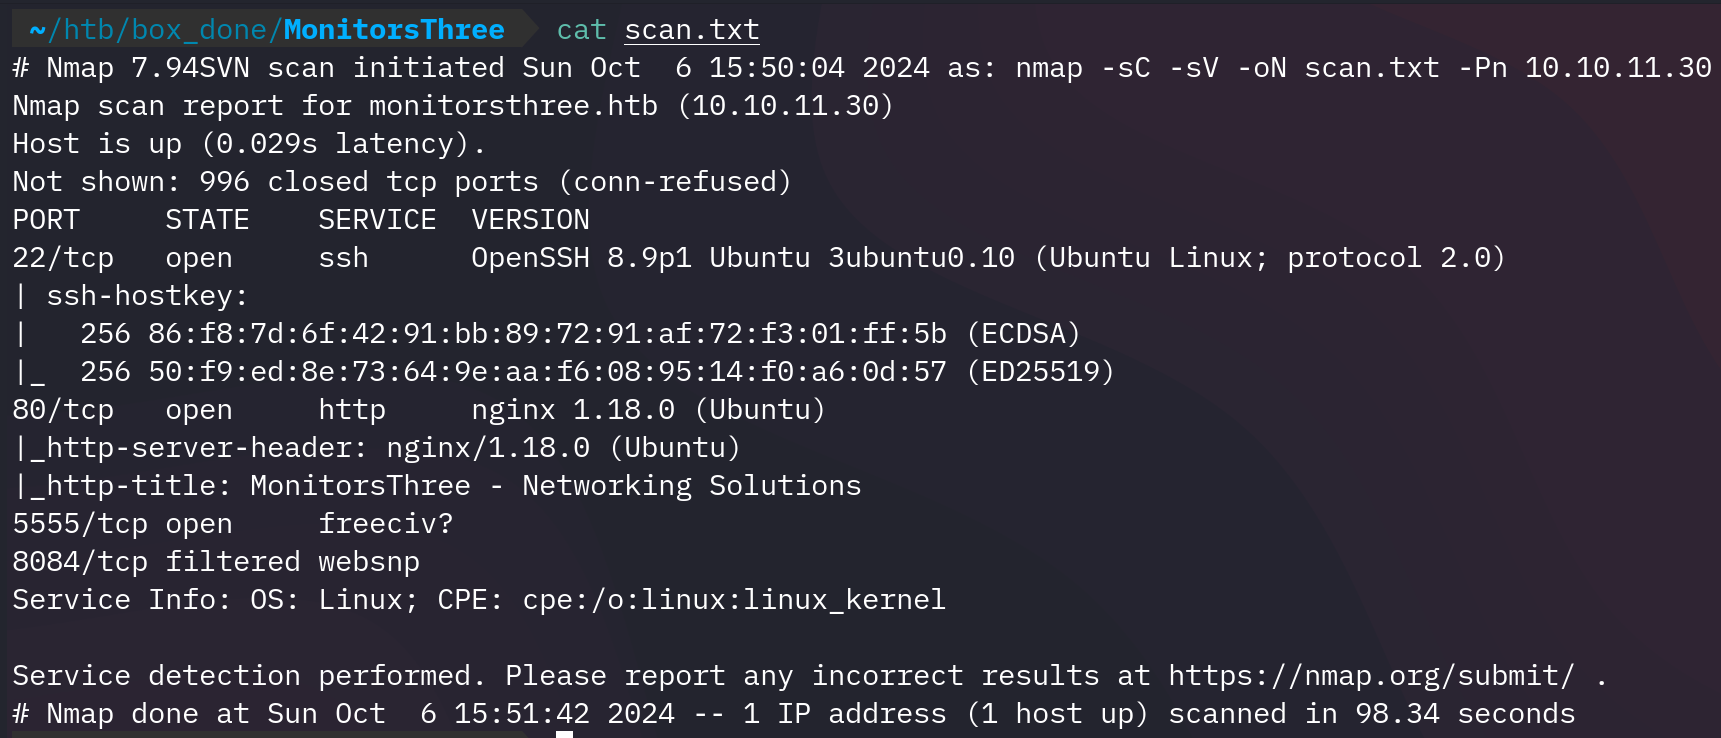 ~/htb/box_done/MonitorsThree cat scan.txt
# Nmap 7.94SVN scan initiated Sun Oct  6 15:50:04 2024 as: nmap -sC -sV -oN scan.txt -Pn 10.10.11.30
Nmap scan report for monitorsthree.htb (10.10.11.30)
Host is up (0.029s latency).
Not shown: 996 closed tcp ports (conn-refused)
PORT     STATE    SERVICE  VERSION
22/tcp   open     ssh      OpenSSH 8.9p1 Ubuntu 3ubuntu0.10 (Ubuntu Linux; protocol 2.0)
| ssh-hostkey:
|   256 86:f8:7d:6f:42:91:bb:89:72:91:af:72:f3:01:ff:5b (ECDSA)
|_  256 50:f9:ed:8e:73:64:9e:aa:f6:08:95:14:f0:a6:0d:57 (ED25519)
80/tcp   open     http     nginx 1.18.0 (Ubuntu)
|_http-server-header: nginx/1.18.0 (Ubuntu)
|_http-title: MonitorsThree - Networking Solutions
5555/tcp open     freeciv?
8084/tcp filtered websnp
Service Info: OS: Linux; CPE: cpe:/o:linux:linux_kernel
Service detection performed. Please report any incorrect results at https://nmap.org/submit/ .
# Nmap done at Sun Oct  6 15:51:42 2024 -- 1 IP address (1 host up) scanned in 98.34 seconds